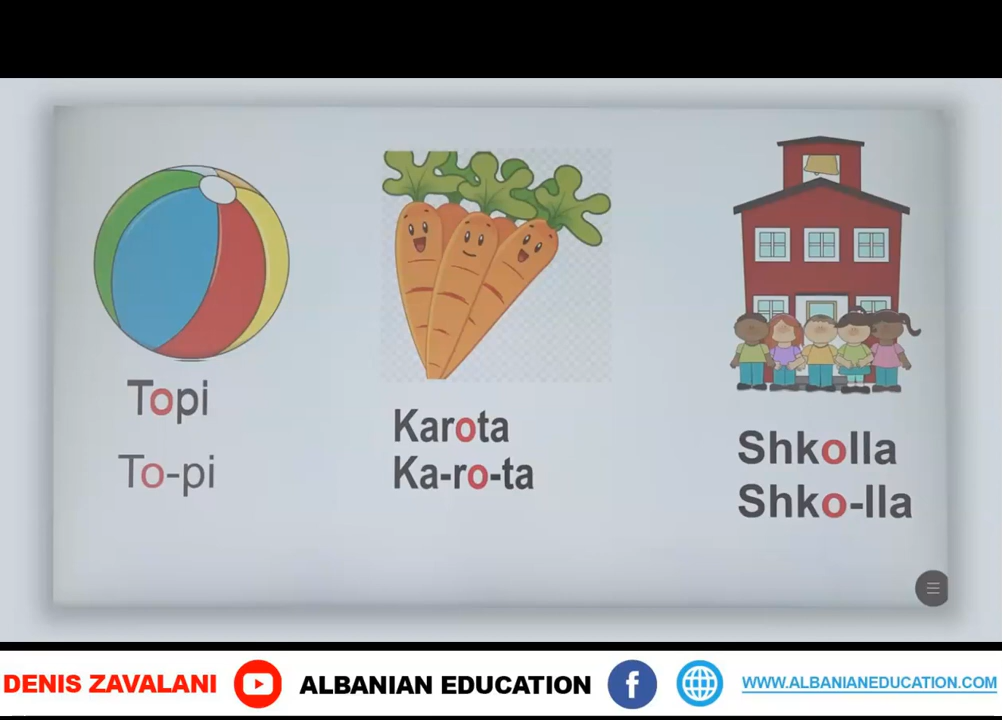 Topi
To-pi
Karota
Ka-ro-ta
Shkolla
Shko-lla
DENIS ZAVALANI
ALBANIAN EDUCATION
WWW.ALBANIANEDUCATION.COM